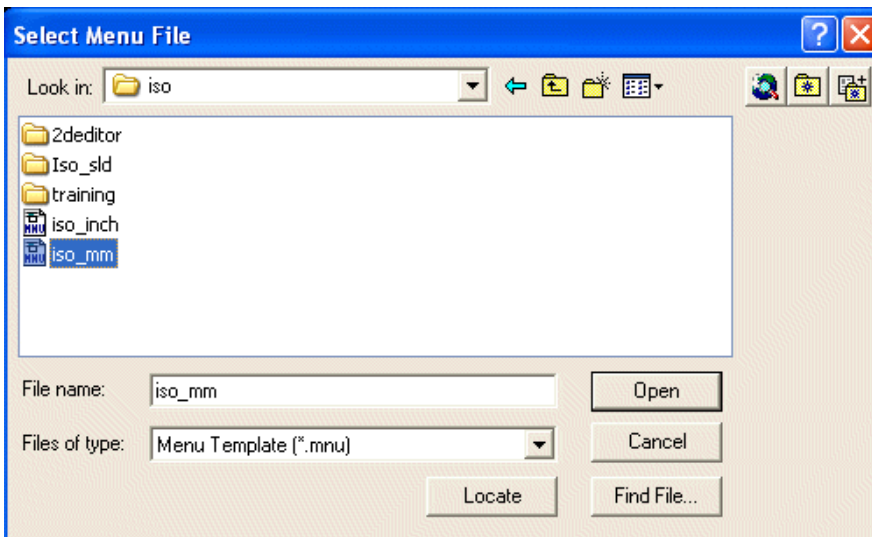 Select Menu File
Look in: iso
2deditor
Iso_sld
training
iso_inch
iso_mm
File name: iso_mm Open
Files of type: Menu Template (*.mnu) Cancel
Locate Find File...